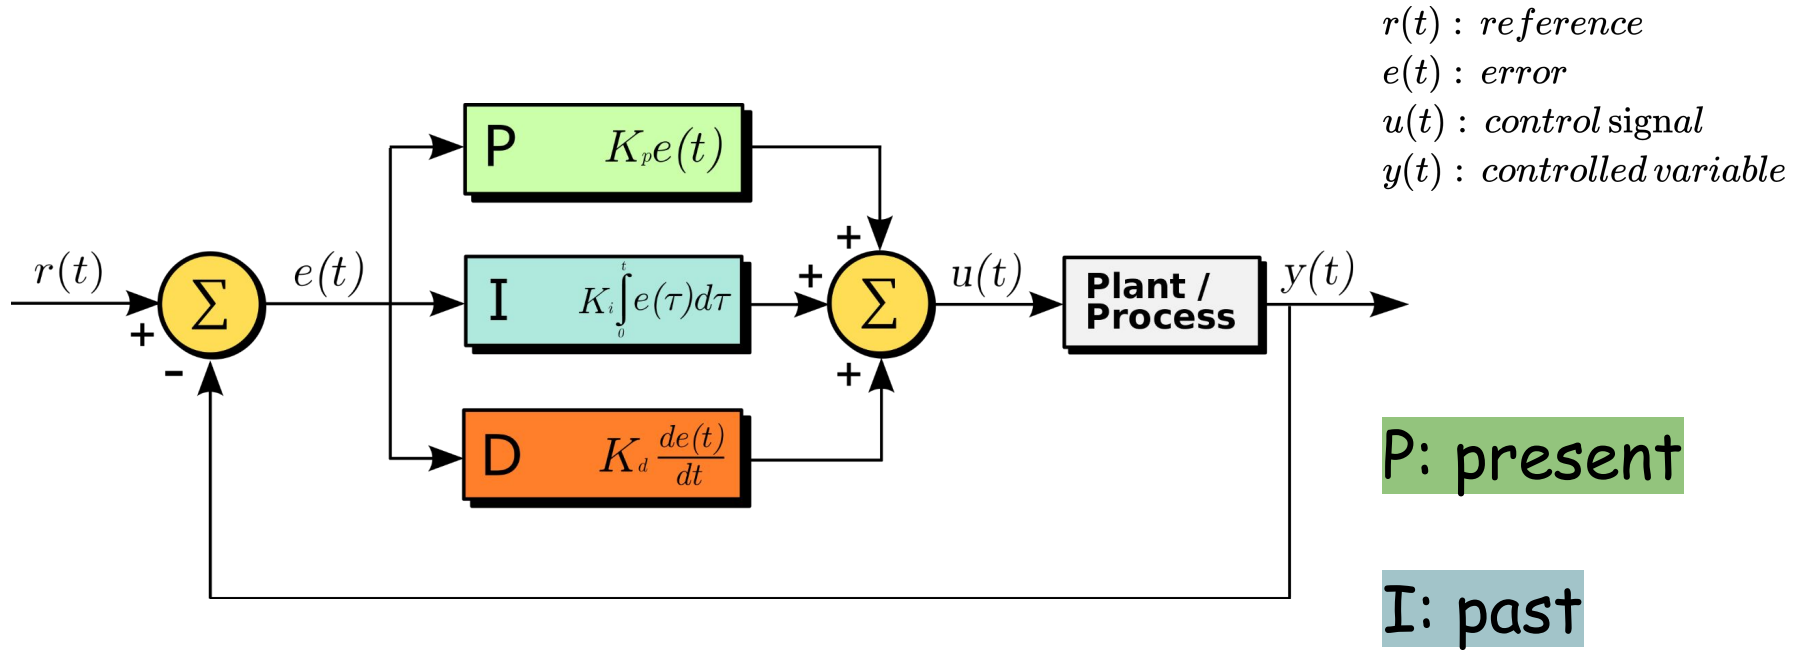 r(t) : reference
e(t) : error
u(t) : control signal
y(t) : controlled variable
P K_p e(t)
r(t)
+
-
Σ
e(t)
I K_i ∫_0^t e(τ)dτ
D K_d de(t)/dt
+
+
+
Σ
u(t)
Plant /
Process
y(t)
P: present
I: past